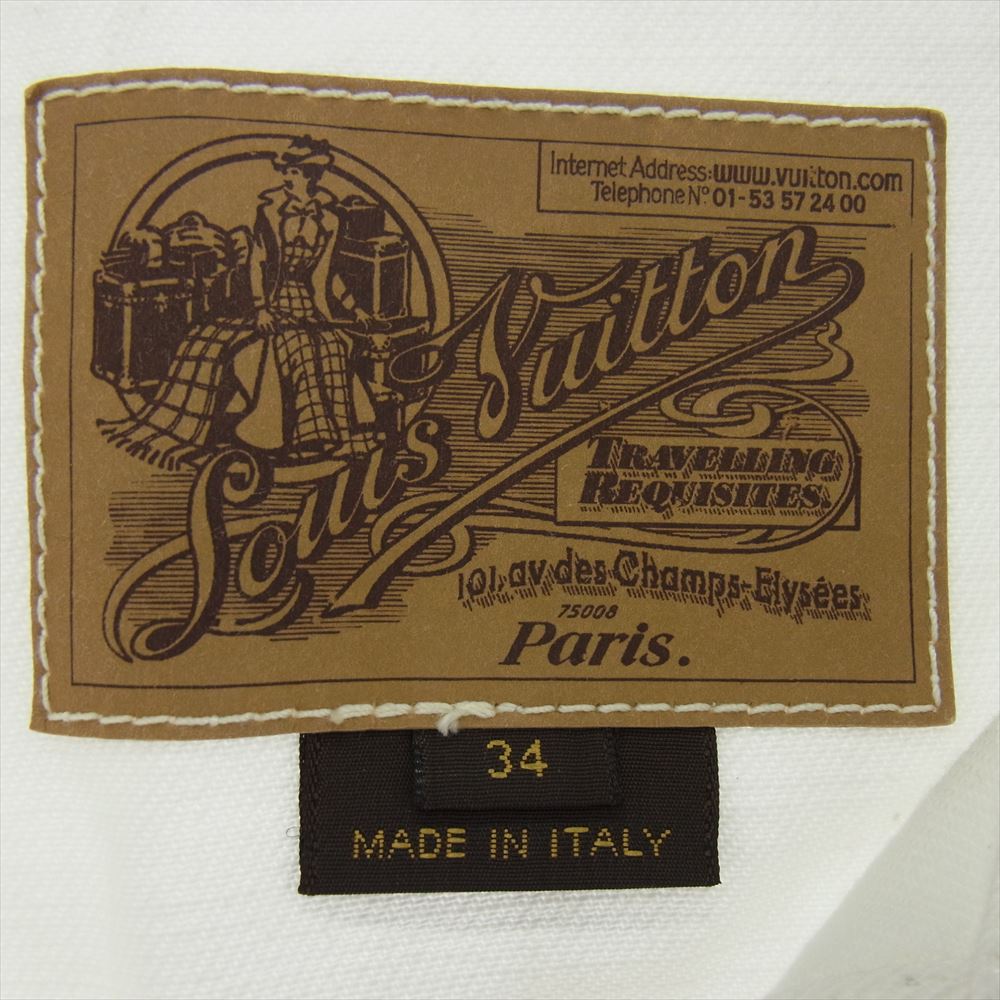 Internet Address: www.vuitton.com
Telephone Nº 01-53 57 24 00
Louis Vuitton
TRAVELLING
REQUISITES.
101, av des Champs-Elysées
75008
Paris.
34
MADE IN ITALY